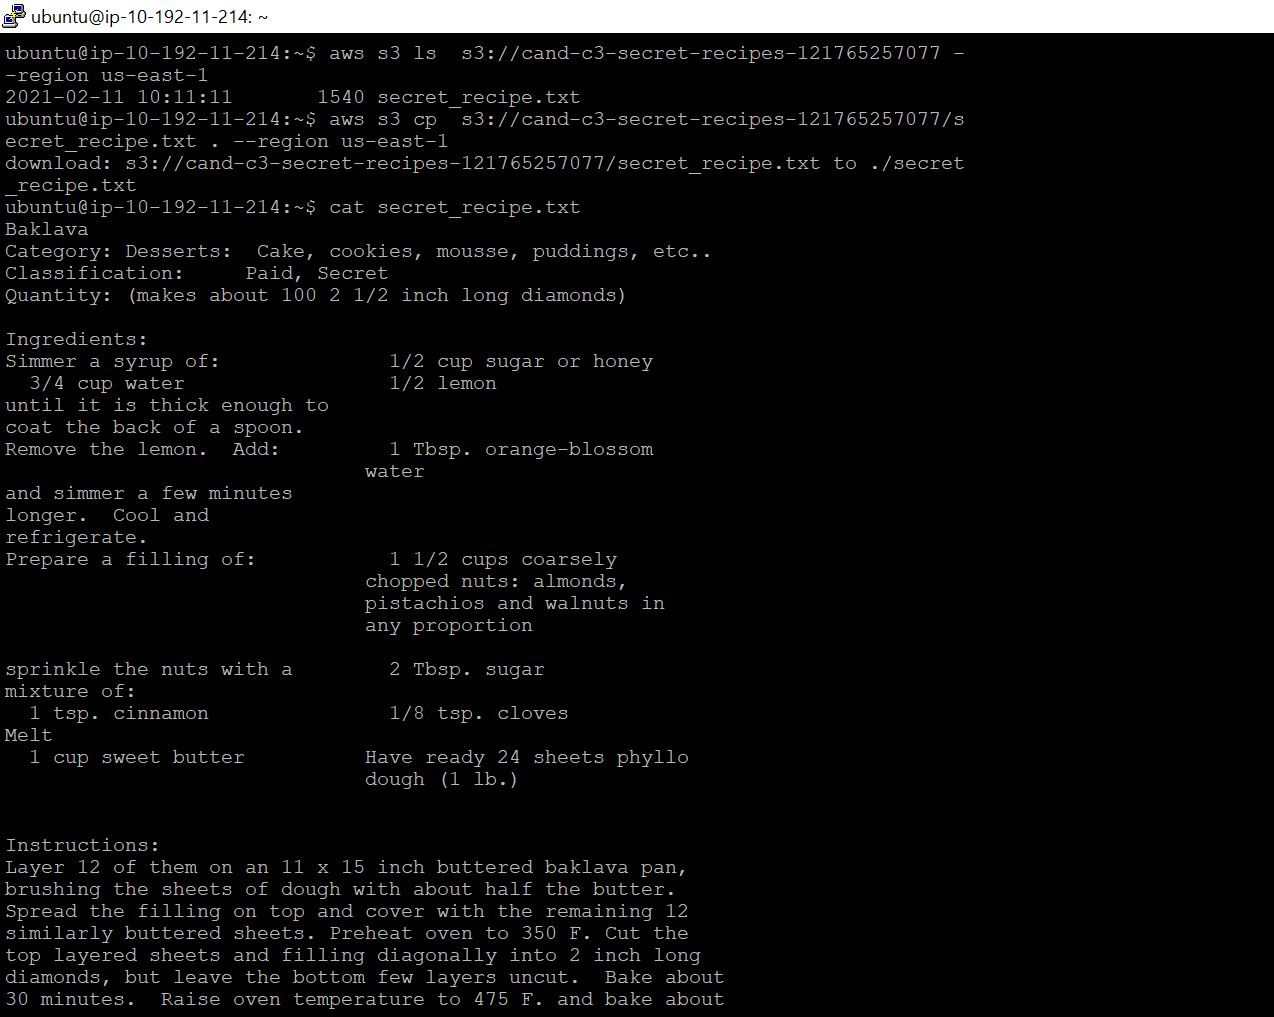 ubuntu@ip-10-192-11-214: ~
ubuntu@ip-10-192-11-214:~$ aws s3 ls  s3://cand-c3-secret-recipes-121765257077 -
-region us-east-1
2021-02-11 10:11:11       1540 secret_recipe.txt
ubuntu@ip-10-192-11-214:~$ aws s3 cp  s3://cand-c3-secret-recipes-121765257077/s
ecret_recipe.txt . --region us-east-1
download: s3://cand-c3-secret-recipes-121765257077/secret_recipe.txt to ./secret
_recipe.txt
ubuntu@ip-10-192-11-214:~$ cat secret_recipe.txt
Baklava
Category: Desserts:  Cake, cookies, mousse, puddings, etc..
Classification:     Paid, Secret
Quantity: (makes about 100 2 1/2 inch long diamonds)
Ingredients:
Simmer a syrup of:              1/2 cup sugar or honey
  3/4 cup water                 1/2 lemon
until it is thick enough to
coat the back of a spoon.
Remove the lemon.  Add:         1 Tbsp. orange-blossom
                              water
and simmer a few minutes
longer.  Cool and
refrigerate.
Prepare a filling of:           1 1/2 cups coarsely
                              chopped nuts: almonds,
                              pistachios and walnuts in
                              any proportion
sprinkle the nuts with a        2 Tbsp. sugar
mixture of:
  1 tsp. cinnamon               1/8 tsp. cloves
Melt
  1 cup sweet butter          Have ready 24 sheets phyllo
                              dough (1 lb.)
Instructions:
Layer 12 of them on an 11 x 15 inch buttered baklava pan,
brushing the sheets of dough with about half the butter.
Spread the filling on top and cover with the remaining 12
similarly buttered sheets. Preheat oven to 350 F. Cut the
top layered sheets and filling diagonally into 2 inch long
diamonds, but leave the bottom few layers uncut.  Bake about
30 minutes.  Raise oven temperature to 475 F. and bake about